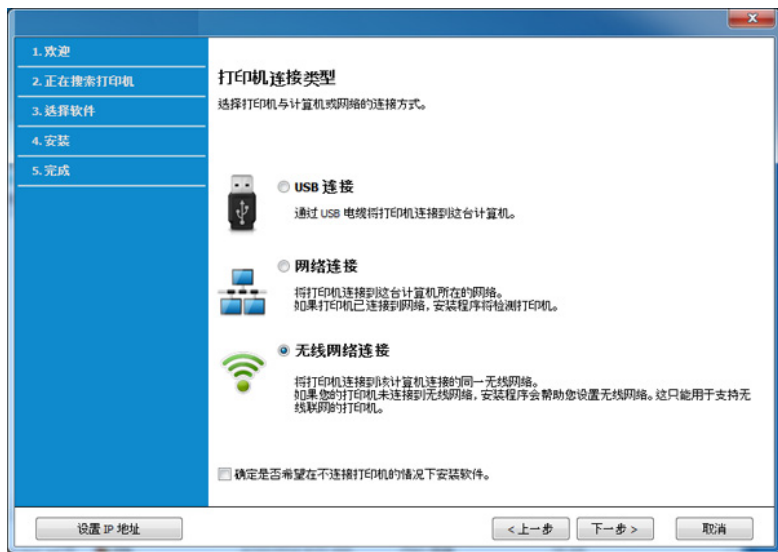 1. 欢迎
2. 正在搜索打印机
3. 选择软件
4. 安装
5. 完成
打印机连接类型
选择打印机与计算机或网络的连接方式。
USB 连接
通过 USB 电缆将打印机连接到这台计算机。
网络连接
将打印机连接到这台计算机所在的网络。
如果打印机已连接到网络，安装程序将检测打印机。
无线网络连接
将打印机连接到该计算机连接的同一无线网络。
如果您的打印机未连接到无线网络，安装程序会帮助您设置无线网络。这只能用于支持无
线联网的打印机。
确定是否希望在不连接打印机的情况下安装软件。
设置 IP 地址
<上一步
下一步>
取消